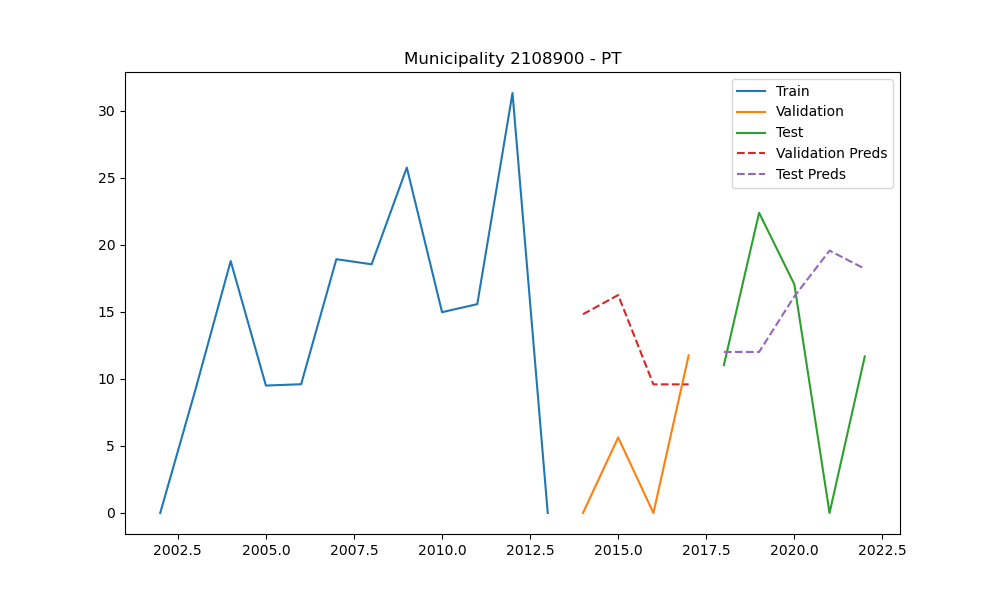 Municipality 2108900 - PT
Train
Validation
Test
Validation Preds
Test Preds
30
25
20
15
10
5
0
2002.5 2005.0 2007.5 2010.0 2012.5 2015.0 2017.5 2020.0 2022.5